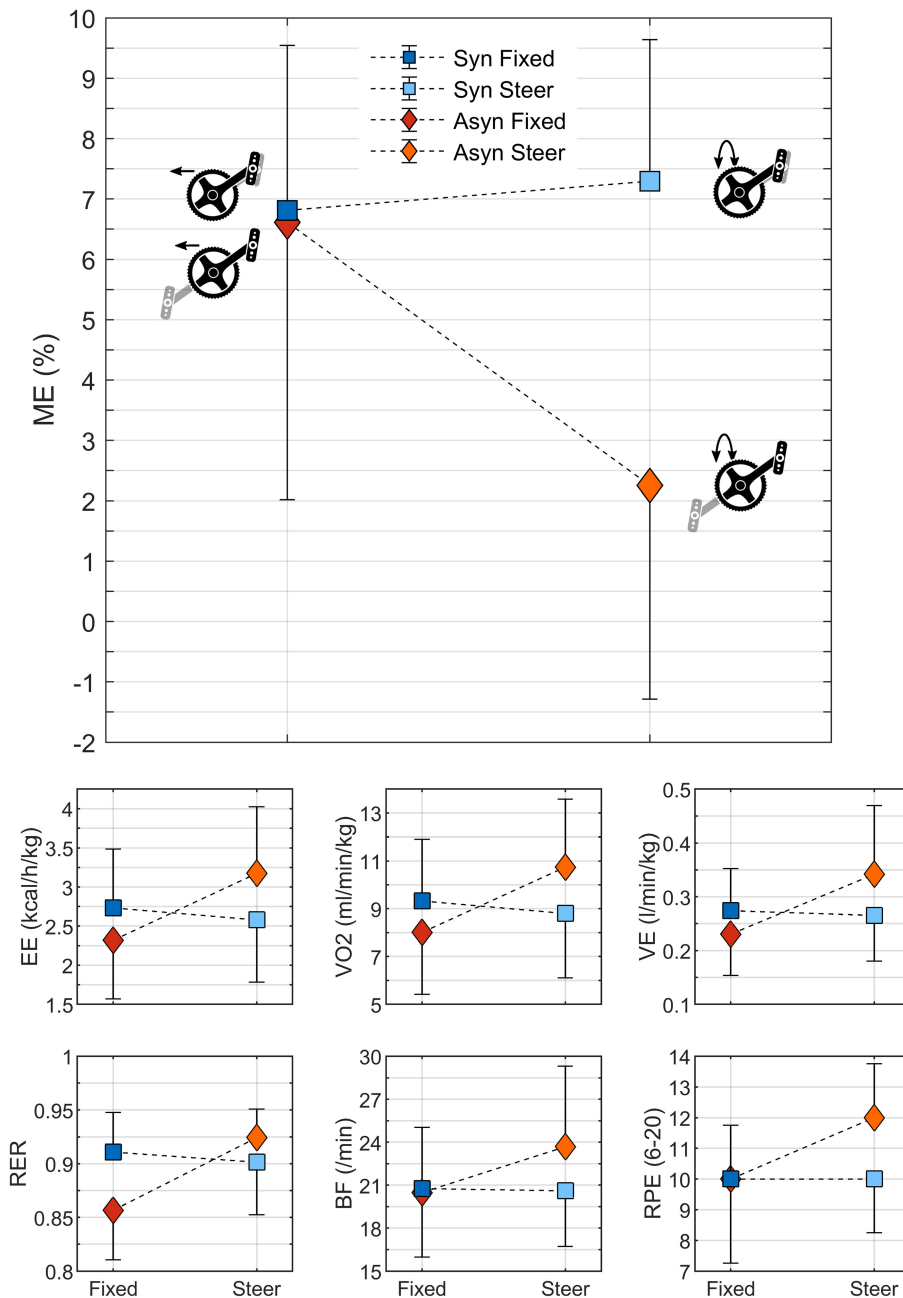 10
9
8
7
6
5
4
3
2
1
0
-1
-2
ME (%)
Syn Fixed
Syn Steer
Asyn Fixed
Asyn Steer
4
3.5
3
2.5
2
1.5
EE (kcal/h/kg)
13
11
9
7
5
VO2 (ml/min/kg)
0.5
0.4
0.3
0.2
0.1
VE (l/min/kg)
1
0.95
0.9
0.85
0.8
RER
Fixed
Steer
30
27
24
21
18
15
BF (/min)
Fixed
Steer
14
13
12
11
10
9
8
7
RPE (6-20)
Fixed
Steer